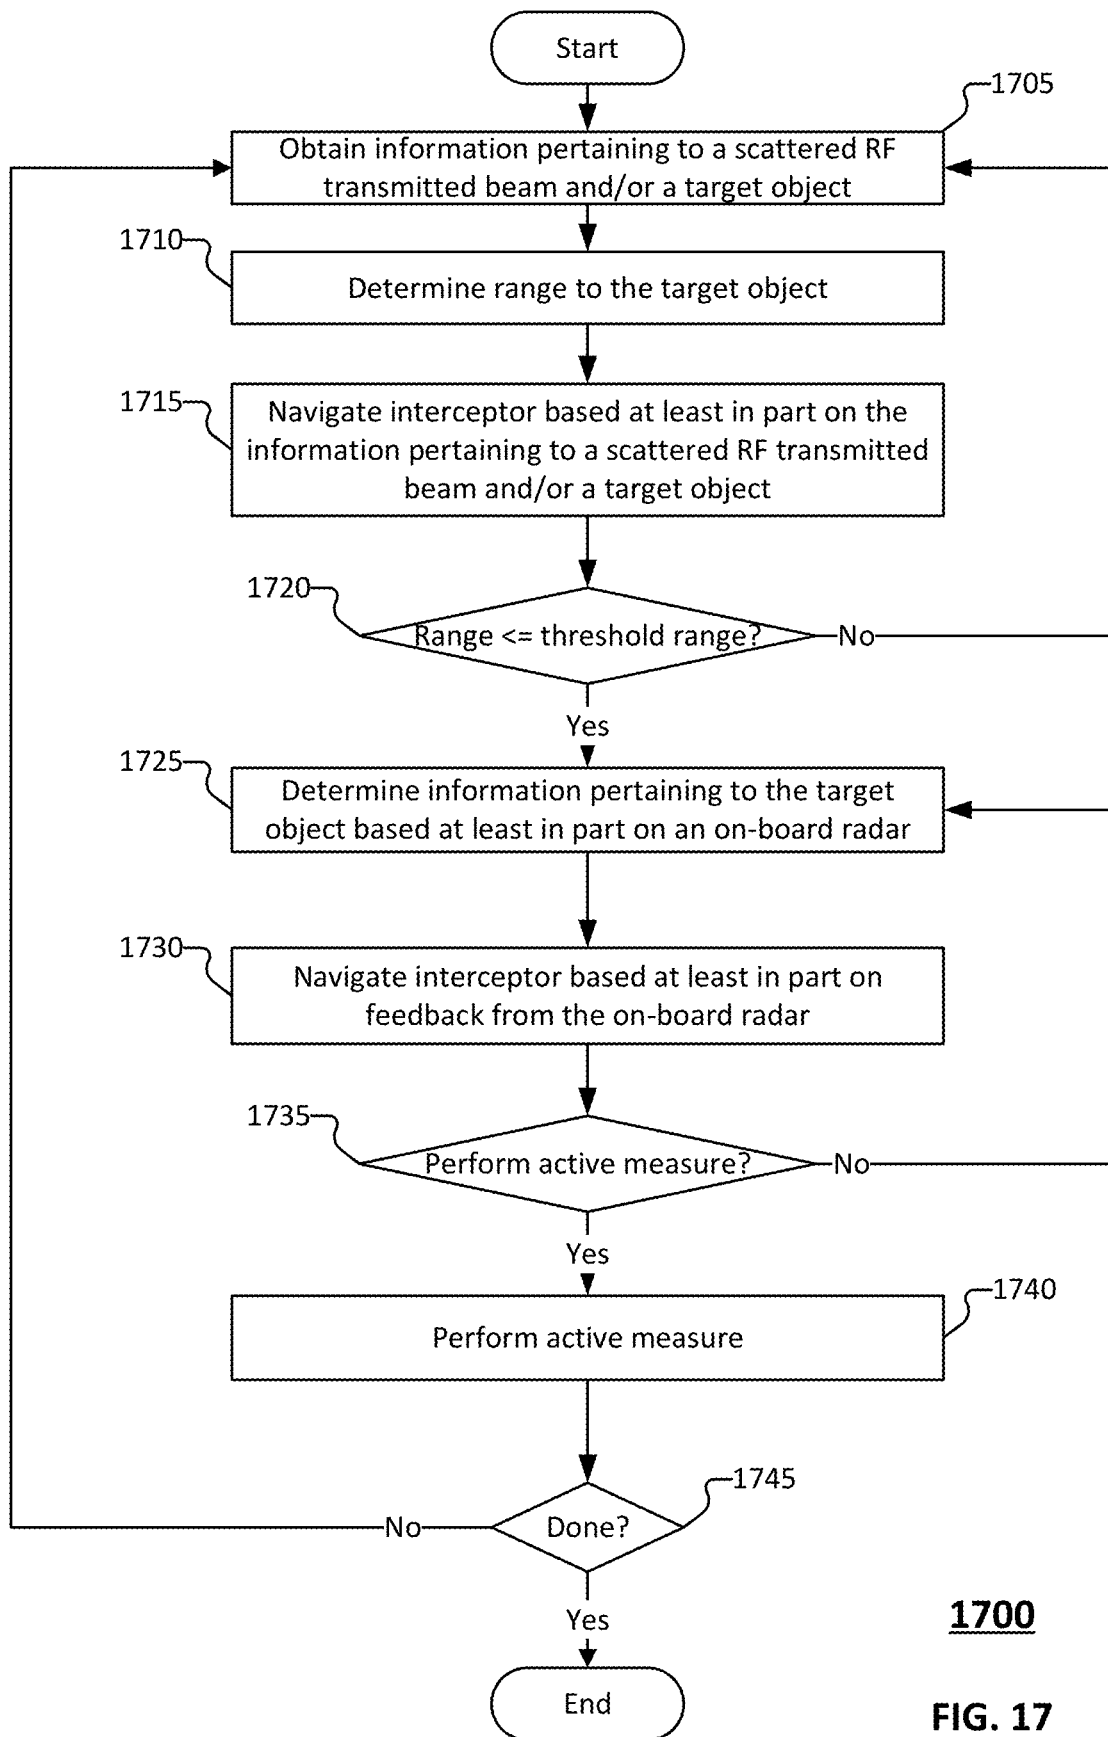 Start
1705
Obtain information pertaining to a scattered RF
transmitted beam and/or a target object
1710
Determine range to the target object
1715
Navigate interceptor based at least in part on the
information pertaining to a scattered RF transmitted
beam and/or a target object
1720
Range <= threshold range?
No
Yes
1725
Determine information pertaining to the target
object based at least in part on an on-board radar
1730
Navigate interceptor based at least in part on
feedback from the on-board radar
1735
Perform active measure?
No
Yes
1740
Perform active measure
1745
Done?
No
Yes
End
1700
FIG. 17